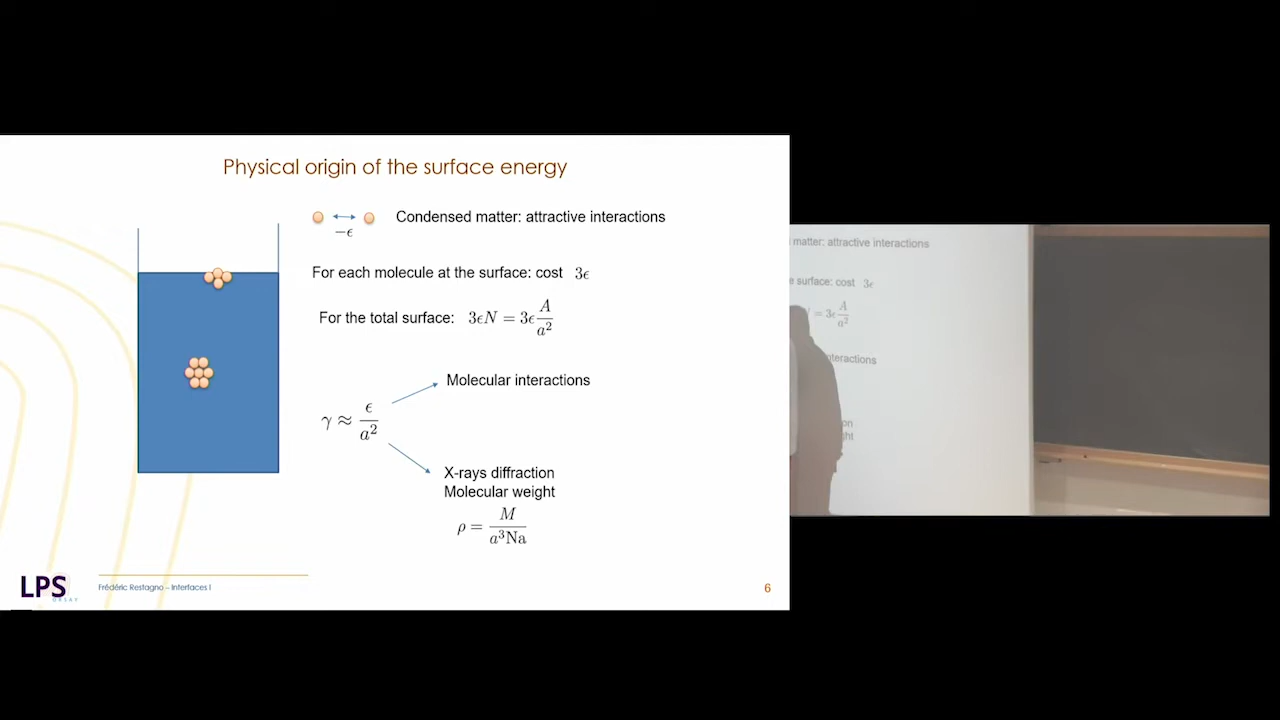 Physical origin of the surface energy
Condensed matter: attractive interactions
−ϵ
For each molecule at the surface: cost 3ϵ
For the total surface: 3ϵN = 3ϵ A/a²
Molecular interactions
γ ≈ ϵ/a²
X-rays diffraction
Molecular weight
ρ = M/a³Na
LPS
ORSAY
Frédéric Restagno – Interfaces I
6
matter: attractive interactions
surface: cost 3ϵ
= 3ϵ A/a²
interactions